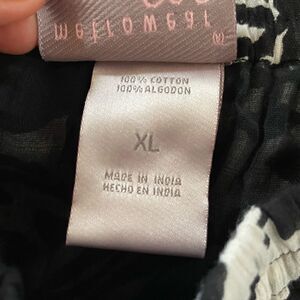 100% COTTON
100% ALGODON
XL
MADE IN INDIA
HECHO EN INDIA